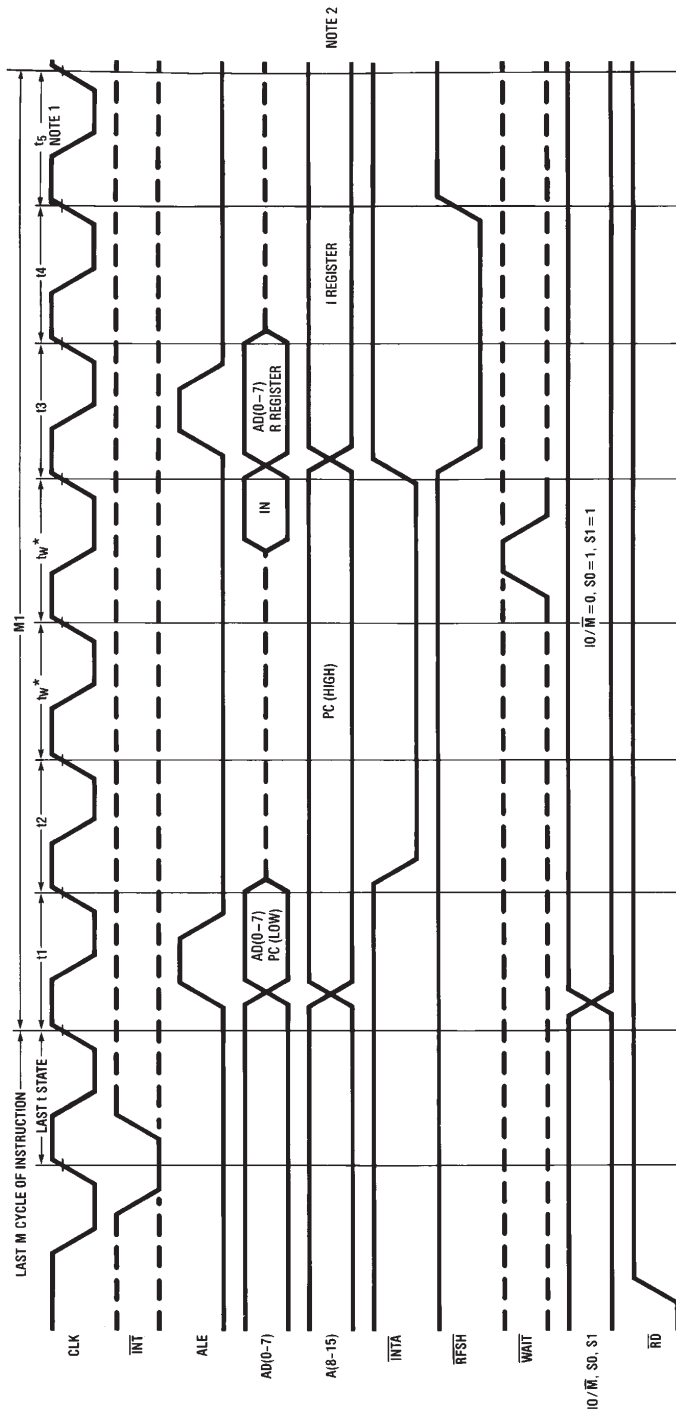 LAST M CYCLE OF INSTRUCTION
M1
LAST t STATE
t1
t2
tW*
tW*
t3
t4
t5
NOTE 1
CLK
INT
ALE
AD(0–7)
AD(0–7)
PC (LOW)
IN
AD(0–7)
R REGISTER
A(8–15)
PC (HIGH)
I REGISTER
NOTE 2
INTA
RFSH
WAIT
IO/M, S0, S1
IO/M = 0, S0 = 1, S1 = 1
RD